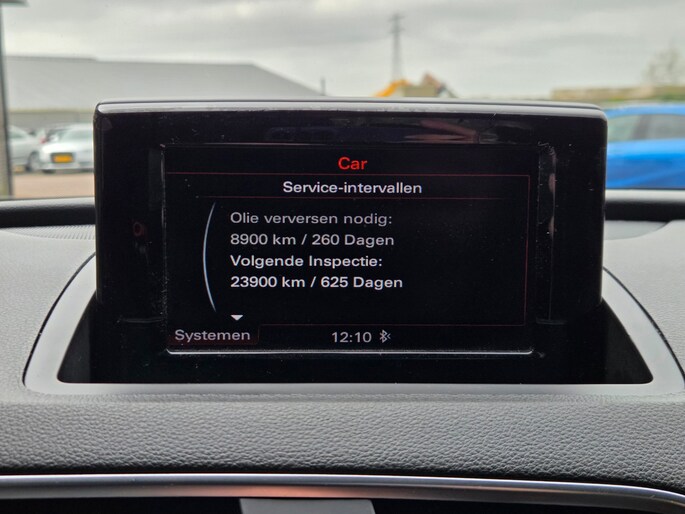 Car
Service-intervallen
Olie verversen nodig:
8900 km / 260 Dagen
Volgende Inspectie:
23900 km / 625 Dagen
Systemen
12:10